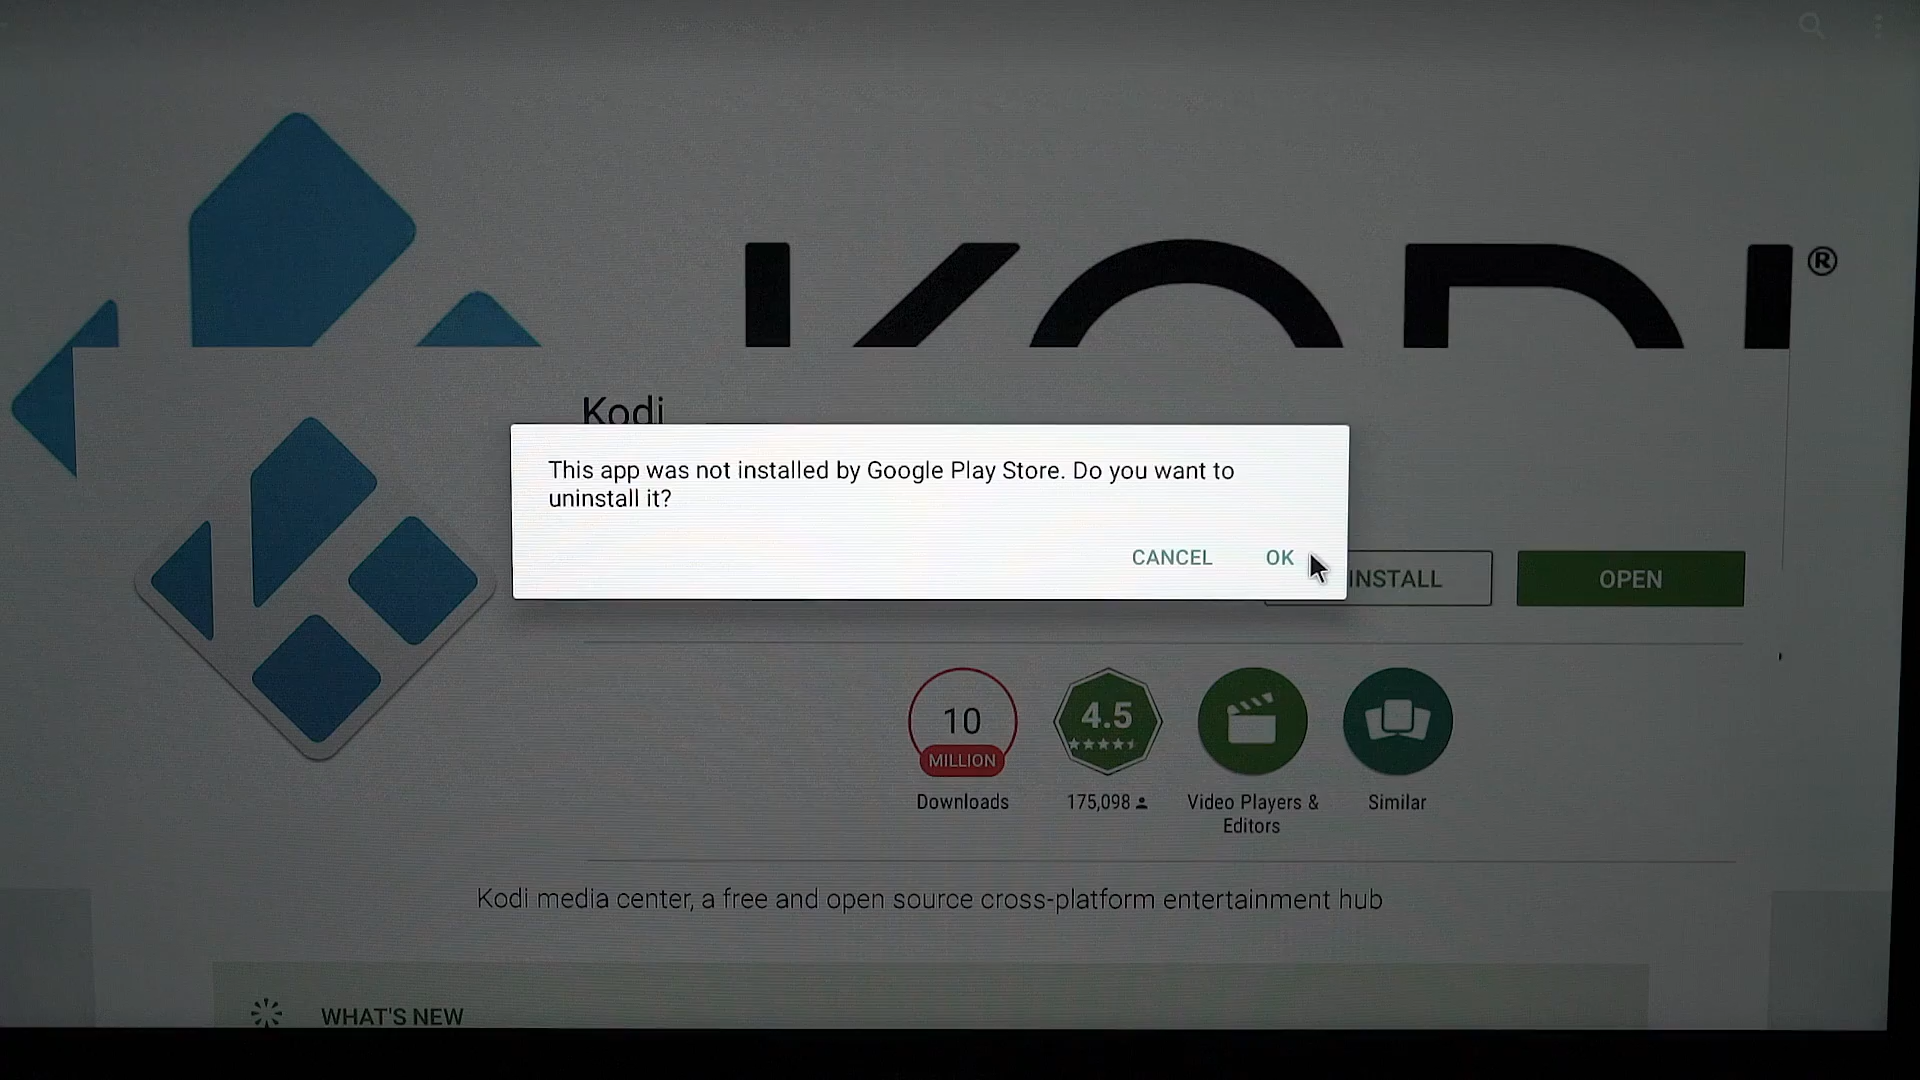 KODI®
Kodi
This app was not installed by Google Play Store. Do you want to
uninstall it?
CANCEL OK
INSTALL OPEN
10
MILLION
4.5
Downloads 175,098 Video Players & Similar
Editors
Kodi media center, a free and open source cross-platform entertainment hub
WHAT'S NEW